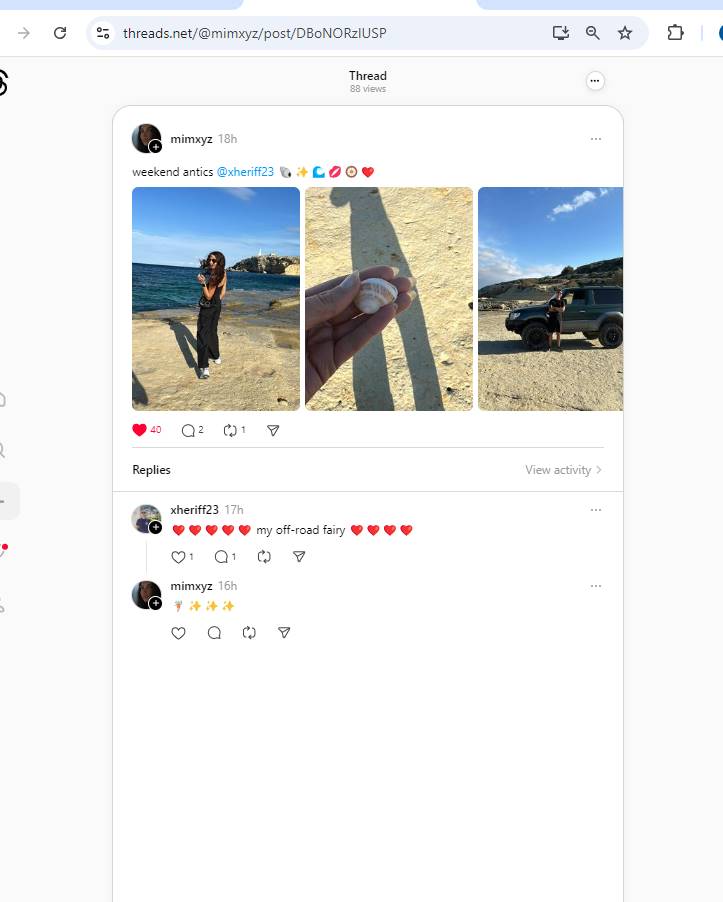 threads.net/@mimxyz/post/DBoNORzIUSP
Thread
88 views
mimxyz 18h
weekend antics @xheriff23 🐚✨🌊💋🛞❤️
40 2 1
Replies
View activity
xheriff23 17h
❤️❤️❤️❤️❤️ my off-road fairy ❤️❤️❤️❤️
1 1
mimxyz 16h
🧚✨✨✨